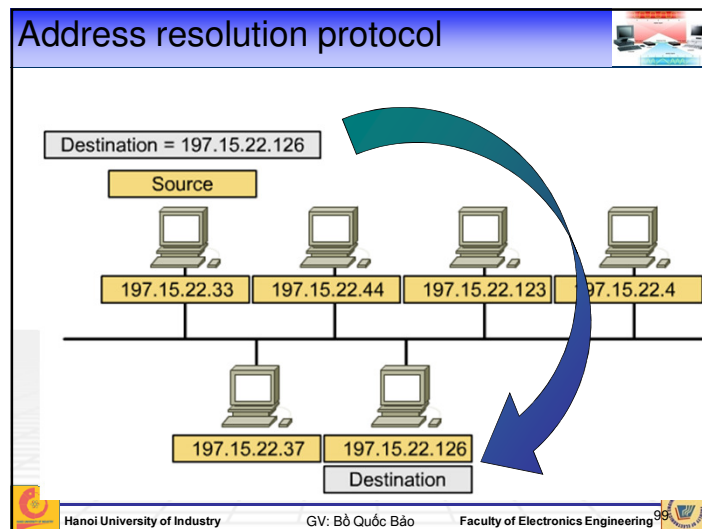 Address resolution protocol
Destination = 197.15.22.126
Source
197.15.22.33
197.15.22.44
197.15.22.123
197.15.22.4
197.15.22.37
197.15.22.126
Destination
Hanoi University of Industry
GV: Bồ Quốc Bảo
Faculty of Electronics Engineering
99